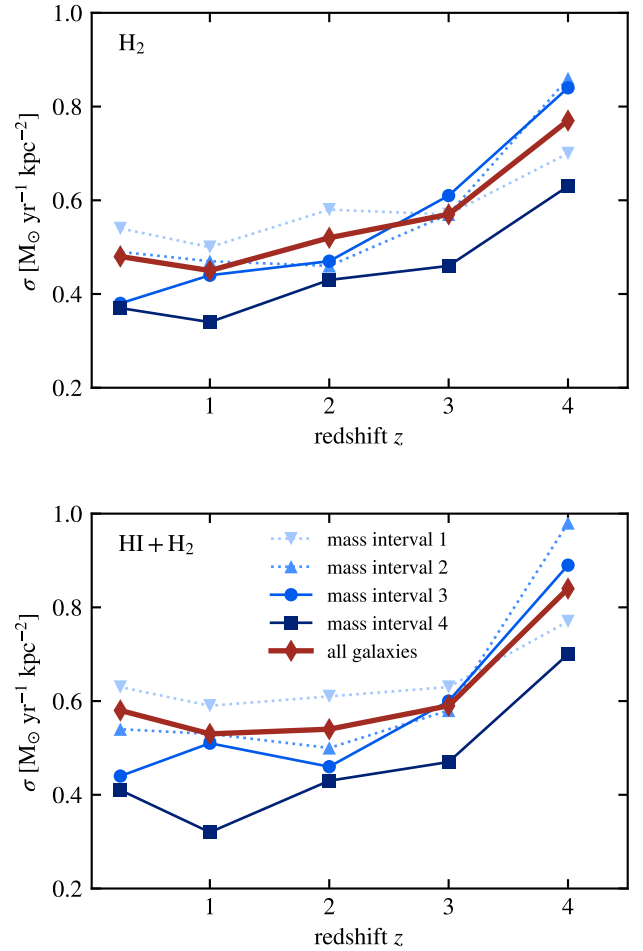 1.0
H₂
0.8
0.6
0.4
0.2
σ [M⊙ yr⁻¹ kpc⁻²]
1 2 3 4
redshift z
1.0
HI + H₂
mass interval 1
mass interval 2
mass interval 3
mass interval 4
all galaxies
0.8
0.6
0.4
0.2
σ [M⊙ yr⁻¹ kpc⁻²]
1 2 3 4
redshift z